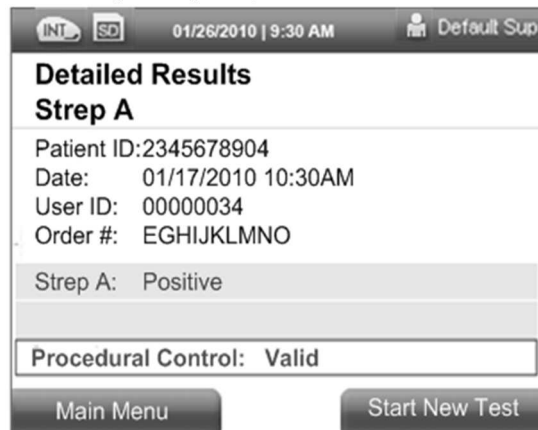 INT SD 01/26/2010 | 9:30 AM Default Sup
Detailed Results
Strep A
Patient ID:2345678904
Date: 01/17/2010 10:30AM
User ID: 00000034
Order #: EGHIJKLMNO
Strep A: Positive
Procedural Control: Valid
Main Menu Start New Test